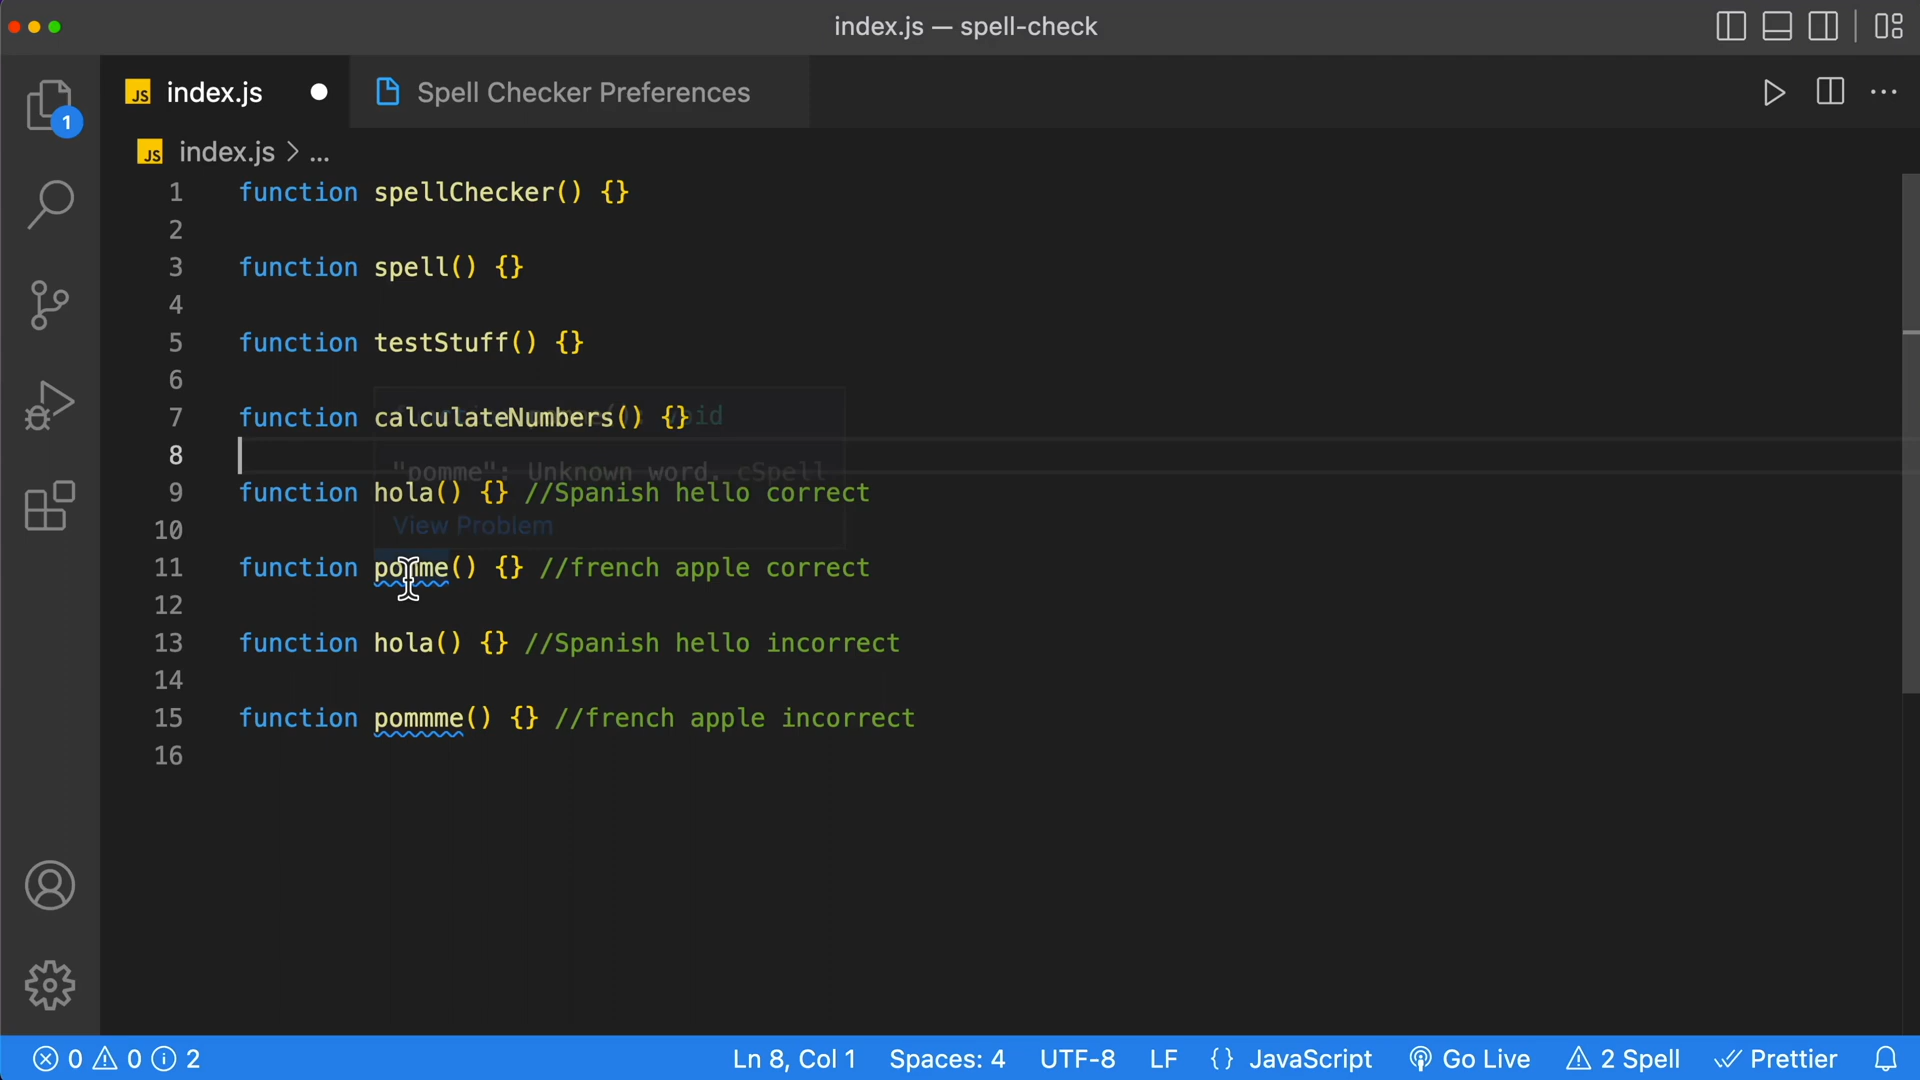 index.js — spell-check
JS index.js Spell Checker Preferences
1
JS index.js > ...
1 function spellChecker() {}
2
3 function spell() {}
4
5 function testStuff() {}
6
7 function calculateNumbers() {} void
8
"pomme": Unknown word. cSpell
9 function hola() {} //Spanish hello correct
10
View Problem
11 function pomme() {} //french apple correct
12
13 function hola() {} //Spanish hello incorrect
14
15 function pommme() {} //french apple incorrect
16
0 0 2 Ln 8, Col 1 Spaces: 4 UTF-8 LF {} JavaScript Go Live 2 Spell Prettier